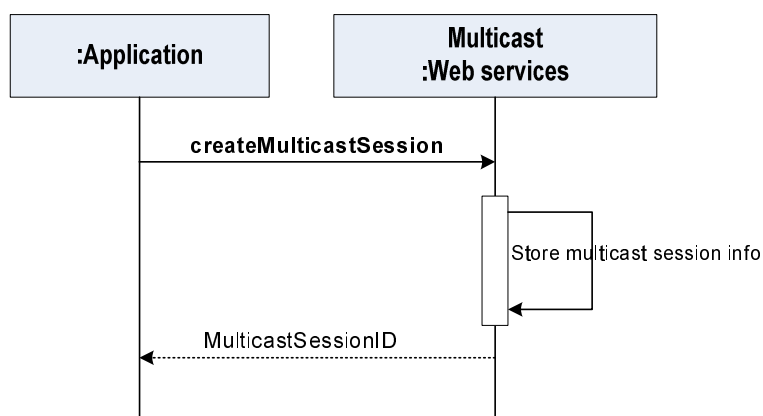 :Application
Multicast
:Web services
createMulticastSession
Store multicast session info
MulticastSessionID